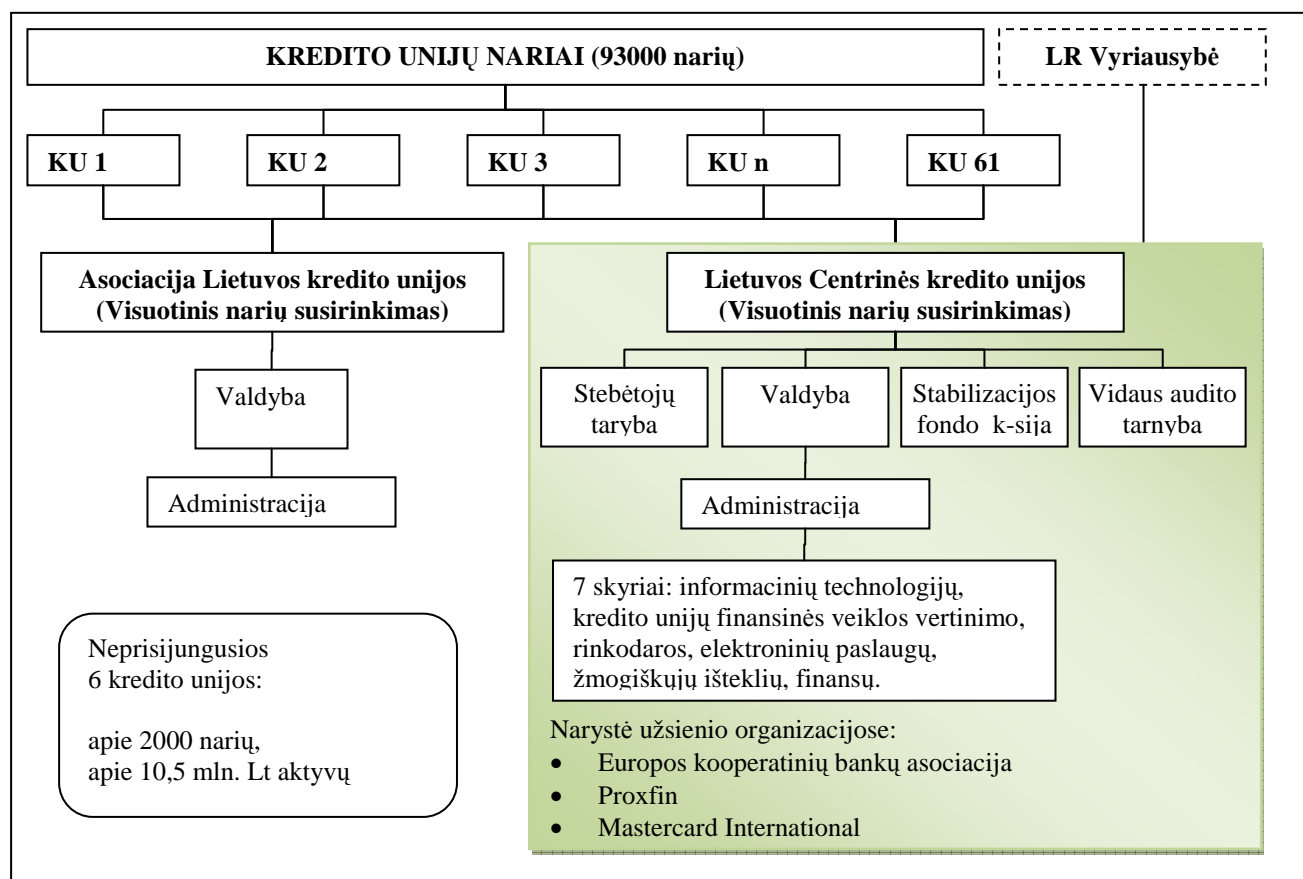 KREDITO UNIJŲ NARIAI (93000 narių)
LR Vyriausybė
KU 1
KU 2
KU 3
KU n
KU 61
Asociacija Lietuvos kredito unijos
(Visuotinis narių susirinkimas)
Lietuvos Centrinės kredito unijos
(Visuotinis narių susirinkimas)
Valdyba
Administracija
Stebėtojų
taryba
Valdyba
Stabilizacijos
fondo k-sija
Vidaus audito
tarnyba
Administracija
7 skyriai: informacinių technologijų,
kredito unijų finansinės veiklos vertinimo,
rinkodaros, elektroninių paslaugų,
žmogiškųjų išteklių, finansų.
Neprisijungusios
6 kredito unijos:
apie 2000 narių,
apie 10,5 mln. Lt aktyvų
Narystė užsienio organizacijose:
• Europos kooperatinių bankų asociacija
• Proxfin
• Mastercard International